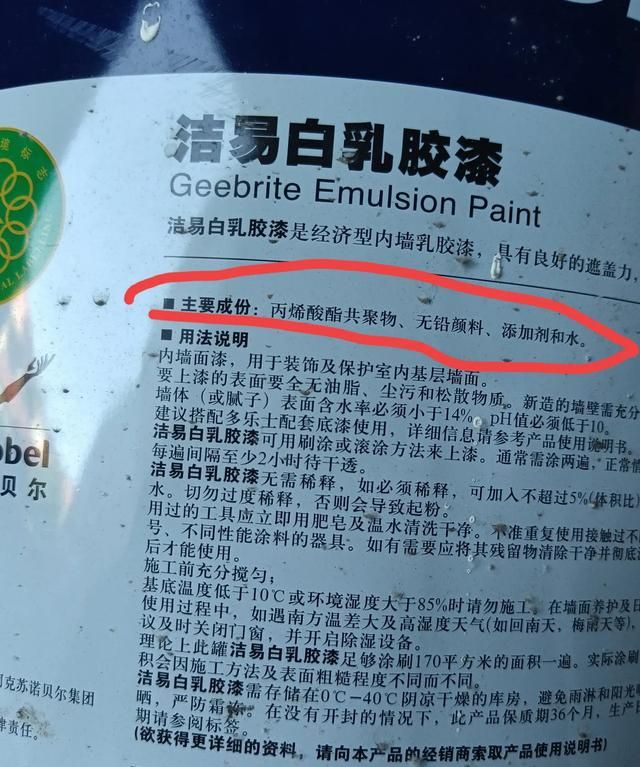 洁易白乳胶漆
Geebrite Emulsion Paint
洁易白乳胶漆是经济型内墙乳胶漆，具有良好的遮盖力，
■ 主要成份：丙烯酸酯共聚物、无铅颜料、添加剂和水。
■ 用法说明
内墙面漆，用于装饰及保护室内基层墙面。
要上漆的表面要全无油脂、尘污和松散物质。新造的墙壁需充分
墙体（或腻子）表面含水率必须小于14%，pH值必须低于10。
建议搭配多乐士配套底漆使用，详细信息请参考产品使用说明书。
洁易白乳胶漆可用刷涂或滚涂方法来上漆。通常需涂两遍，正常情
每遍间隔至少2小时待干透。
洁易白乳胶漆无需稀释，如必须稀释，可加入不超过5%(体积比)
水。切勿过度稀释，否则会导致起粉。
用过的工具应立即用肥皂及温水清洗干净。不准重复使用接触过不同
号、不同性能涂料的器具。如有需要应将其残留物清除干净并彻底
后才能使用。
施工前充分搅匀；
基底温度低于10℃或环境湿度大于85%时请勿施工。在墙面养护及日
使用过程中，如遇南方温差大及高湿度天气(如回南天，梅雨天等)，
议及时关闭门窗，并开启除湿设备。
理论上此罐洁易白乳胶漆足够涂刷170平方米的面积一遍。实际涂刷
积会因施工方法及表面粗糙程度不同而不同。
洁易白乳胶漆需存储在0℃－40℃阴凉干燥的库房，避免雨淋和阳光
晒，严防霜冻。在没有开封的情况下，此产品保质期36个月，生产日
期请参阅标签。
(欲获得更详细的资料，请向本产品的经销商索取产品使用说明书)
obel
贝尔
克苏诺贝尔集团
律责任。